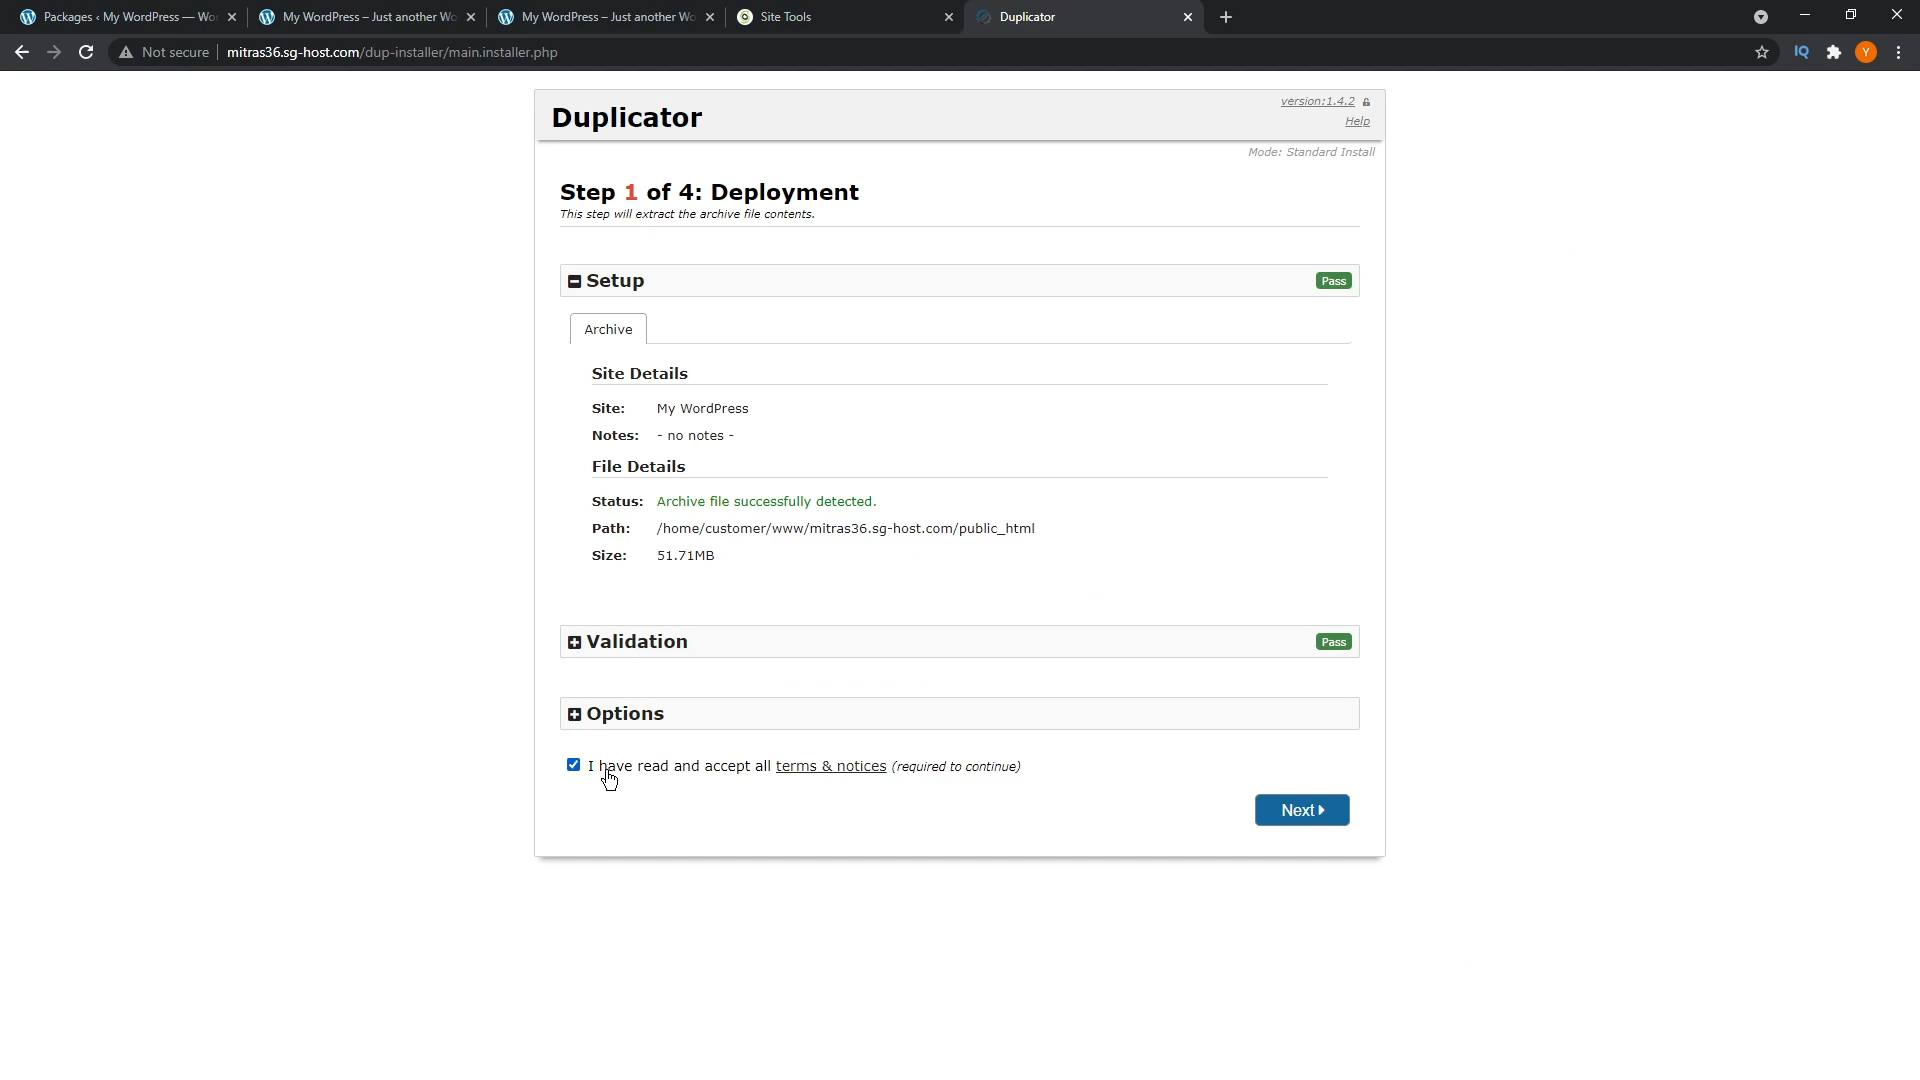 Packages ‹ My WordPress — Wo
My WordPress – Just another Wo
My WordPress – Just another Wo
Site Tools
Duplicator
Not secure
mitras36.sg-host.com/dup-installer/main.installer.php
IQ
Y
Duplicator
version:1.4.2
Help
Mode: Standard Install
Step 1 of 4: Deployment
This step will extract the archive file contents.
Setup
Pass
Archive
Site Details
Site: My WordPress
Notes: - no notes -
File Details
Status: Archive file successfully detected.
Path: /home/customer/www/mitras36.sg-host.com/public_html
Size: 51.71MB
Validation
Pass
Options
I have read and accept all terms & notices (required to continue)
Next